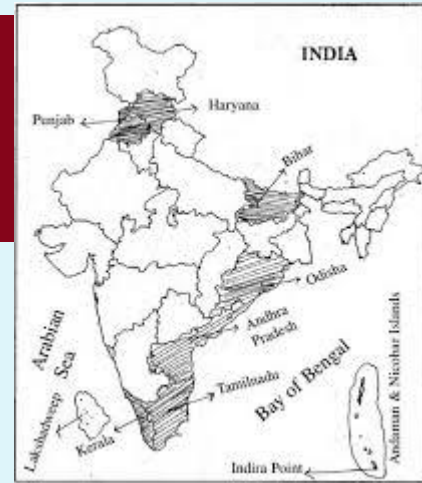 INDIA
Haryana
Punjab
Bihar
Odisha
Andhra
Pradesh
Tamilnadu
Kerala
Arabian
Sea
Lakshadweep
Bay of Bengal
Andaman & Nicobar Islands
Indira Point